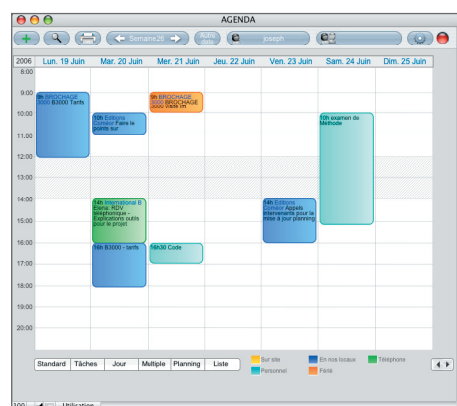 AGENDA
Semaine26
Autre date
joseph
2006 Lun. 19 Juin Mar. 20 Juin Mer. 21 Juin Jeu. 22 Juin Ven. 23 Juin Sam. 24 Juin Dim. 25 Juin
8:00
9:00
10:00
11:00
12:00
13:00
14:00
15:00
16:00
17:00
18:00
19:00
20:00
9h BROCHAGE
3000 B3000 Tarifs
10h Editions
Faire le
points sur
14h International B
RDV
téléphonique -
Explications outils
pour le projet
16h B3000 - tarifs
9h BROCHAGE
3000 BROCHAGE
3000
16h30 Code
14h Editions
Appels
intervenants pour la
mise à jour planning
10h examen de
Méthode
Standard Tâches Jour Multiple Planning Liste
Sur site En nos locaux Téléphone
Personnel Férié
100 Utilisation